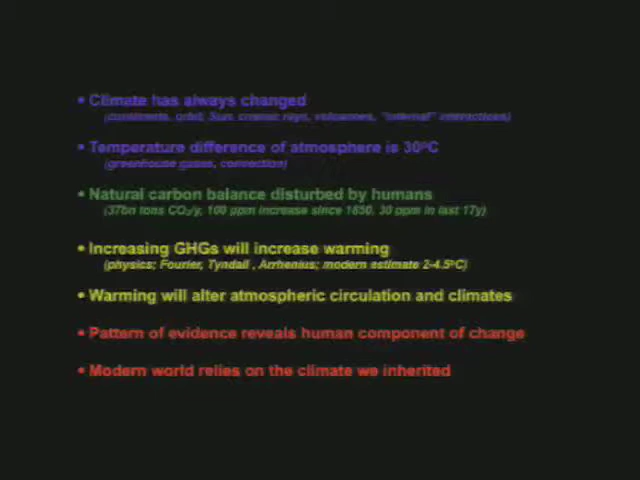 • Climate has always changed
(continents, orbit, Sun, cosmic rays, volcanoes, "internal" interactions)
• Temperature difference of atmosphere is 30ºC
(greenhouse gases, convection)
• Natural carbon balance disturbed by humans
(37bn tons CO₂/y, 100 ppm increase since 1850, 30 ppm in last 17y)
• Increasing GHGs will increase warming
(physics; Fourier, Tyndall , Arrhenius; modern estimate 2-4.5ºC)
• Warming will alter atmospheric circulation and climates
• Pattern of evidence reveals human component of change
• Modern world relies on the climate we inherited